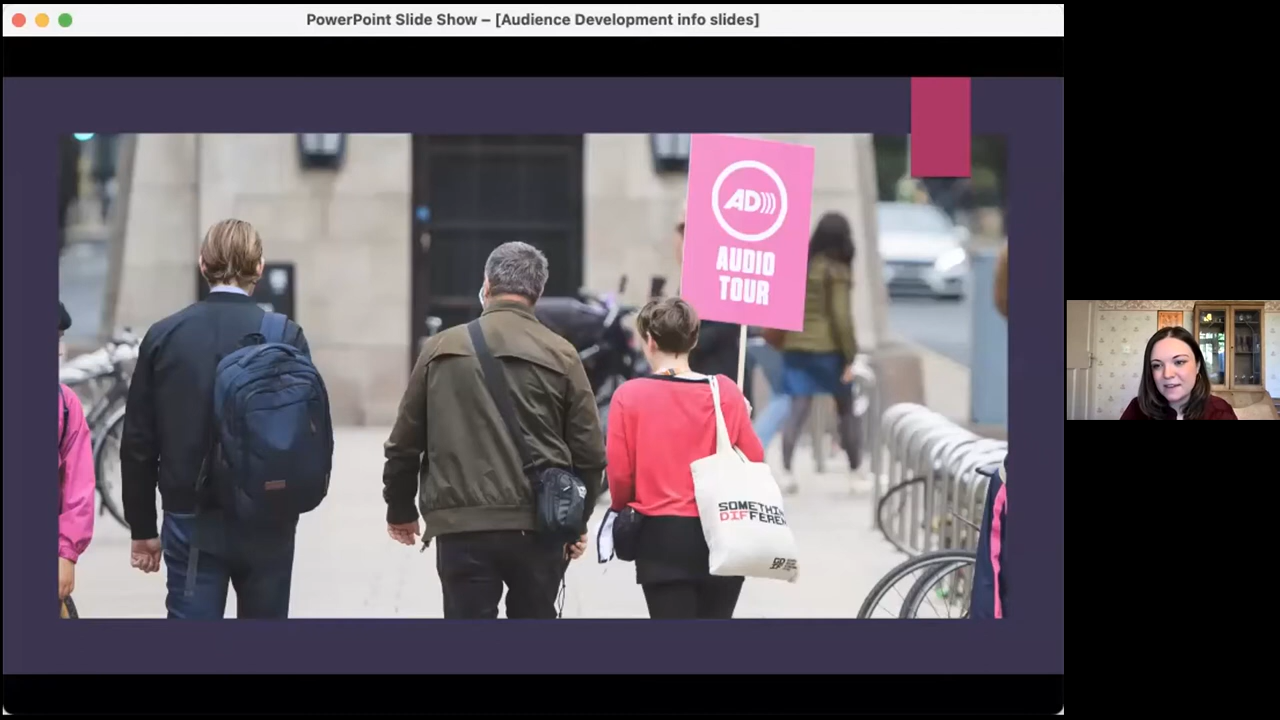 PowerPoint Slide Show – [Audience Development info slides]
AD)))
AUDIO
TOUR
SOMETHIN
DIFFEREN